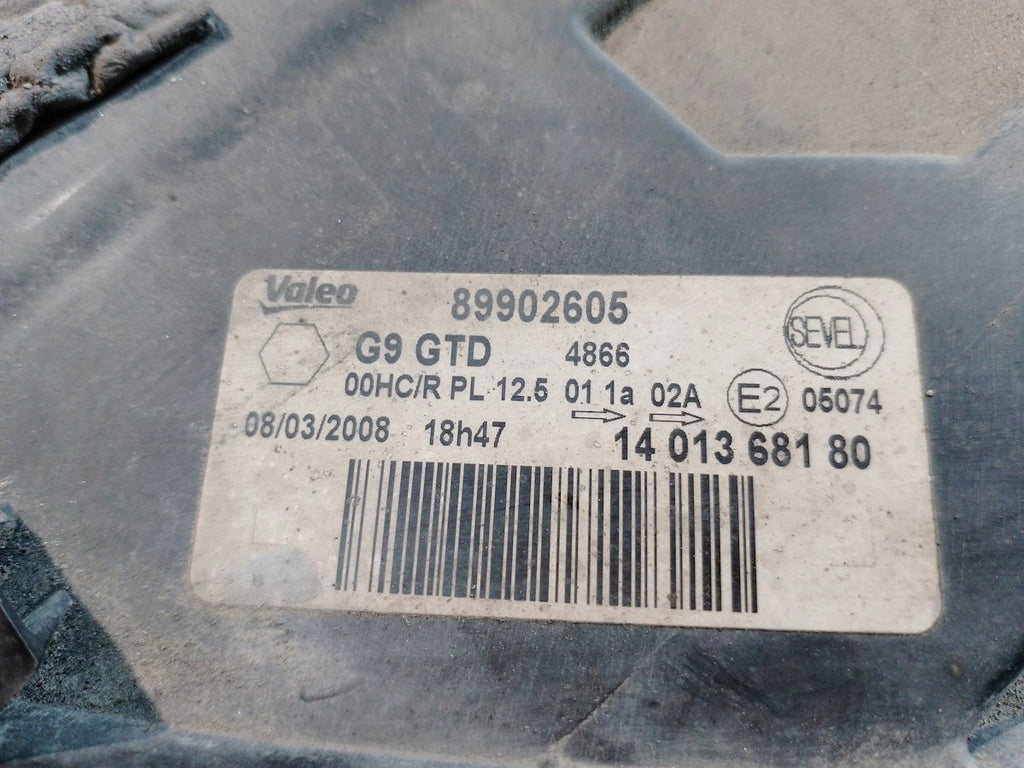 Valeo 89902605
SEVEL
G9 GTD 4866
00HC/R PL 12.5 01 1a 02A E2 05074
08/03/2008 18h47 14 013 681 80